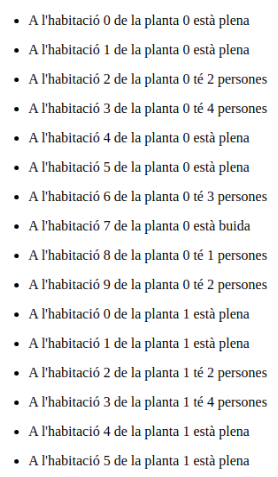 A l'habitació 0 de la planta 0 està plena
A l'habitació 1 de la planta 0 està plena
A l'habitació 2 de la planta 0 té 2 persones
A l'habitació 3 de la planta 0 té 4 persones
A l'habitació 4 de la planta 0 està plena
A l'habitació 5 de la planta 0 està plena
A l'habitació 6 de la planta 0 té 3 persones
A l'habitació 7 de la planta 0 està buida
A l'habitació 8 de la planta 0 té 1 persones
A l'habitació 9 de la planta 0 té 2 persones
A l'habitació 0 de la planta 1 està plena
A l'habitació 1 de la planta 1 està plena
A l'habitació 2 de la planta 1 té 2 persones
A l'habitació 3 de la planta 1 té 4 persones
A l'habitació 4 de la planta 1 està plena
A l'habitació 5 de la planta 1 està plena